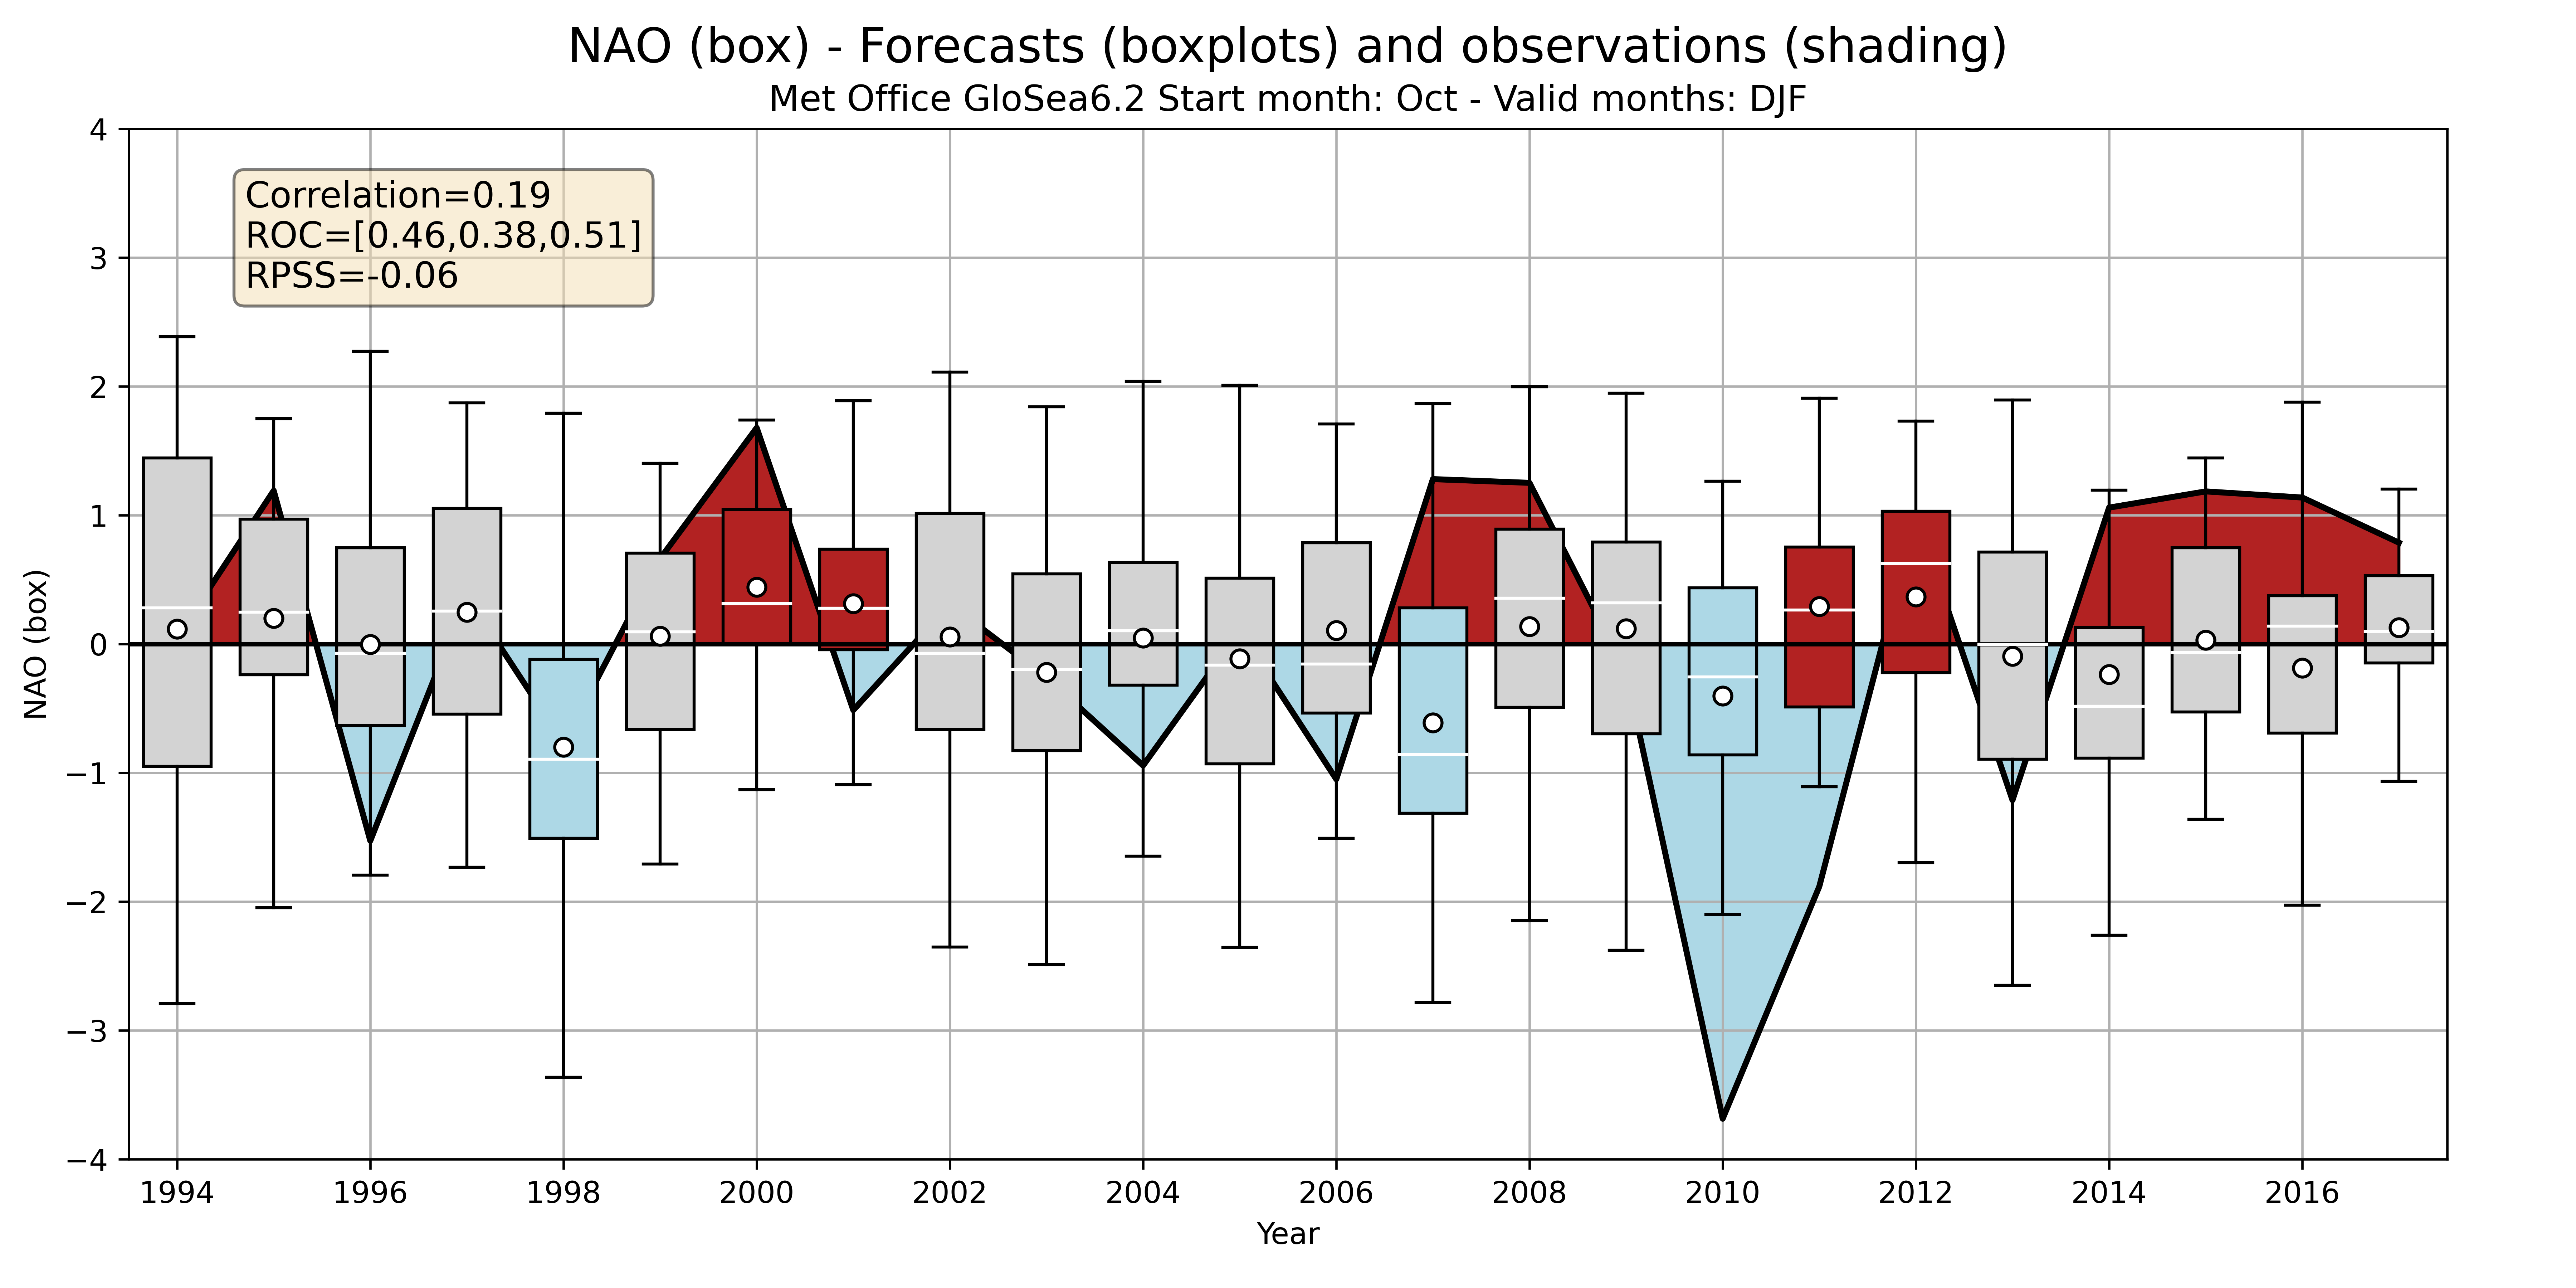 NAO (box) - Forecasts (boxplots) and observations (shading)
Met Office GloSea6.2 Start month: Oct - Valid months: DJF
Correlation=0.19
ROC=[0.46,0.38,0.51]
RPSS=-0.06
NAO (box)
4
3
2
1
0
−1
−2
−3
−4
1994 1996 1998 2000 2002 2004 2006 2008 2010 2012 2014 2016
Year